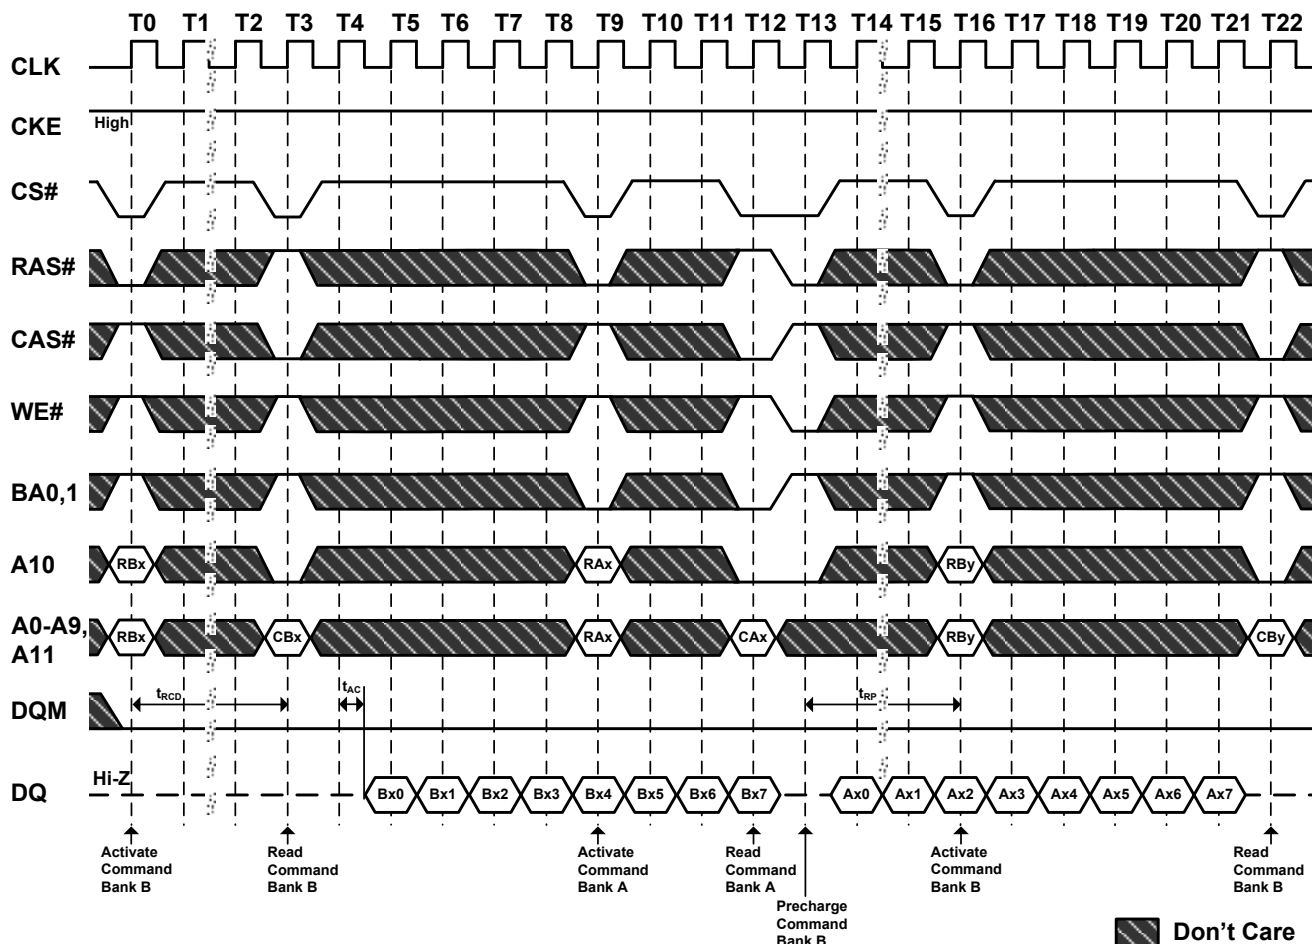 T0 T1 T2 T3 T4 T5 T6 T7 T8 T9 T10 T11 T12 T13 T14 T15 T16 T17 T18 T19 T20 T21 T22
CLK
CKE High
CS#
RAS#
CAS#
WE#
BA0,1
A10 RBx RAx RBy
A0-A9,
A11
RBx CBx RAx CAx RBy CBy
tRCD tAC tRP
DQM
Hi-Z
DQ Bx0 Bx1 Bx2 Bx3 Bx4 Bx5 Bx6 Bx7 Ax0 Ax1 Ax2 Ax3 Ax4 Ax5 Ax6 Ax7
Activate
Command
Bank B
Read
Command
Bank B
Activate
Command
Bank A
Read
Command
Bank A
Precharge
Command
Bank B
Activate
Command
Bank B
Read
Command
Bank B
Don't Care